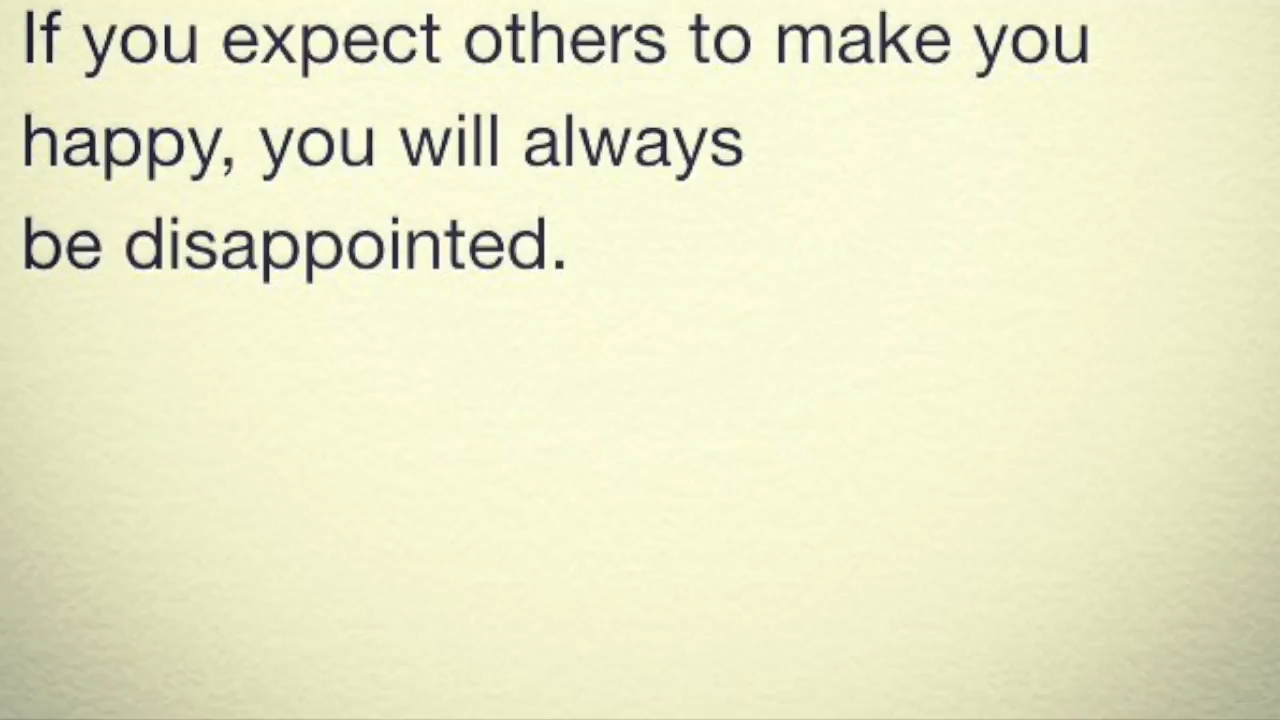 If you expect others to make you
happy, you will always
be disappointed.